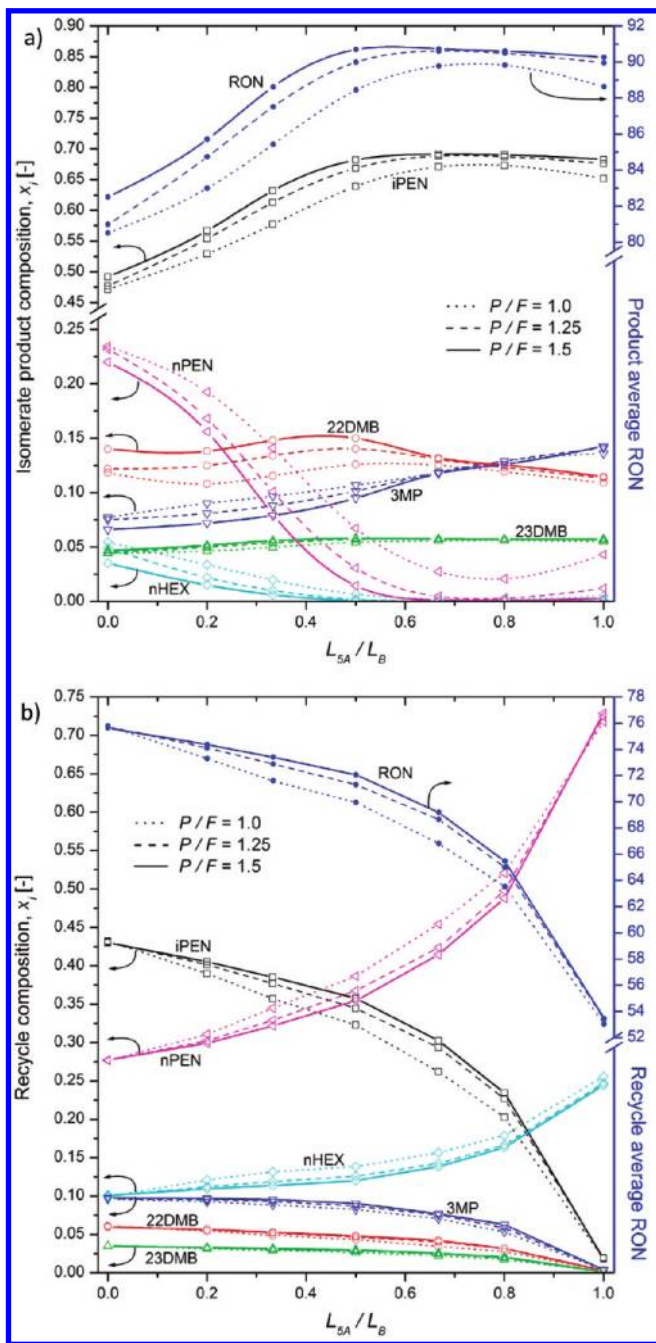 a)
0.90
0.85
0.80
0.75
0.70
0.65
0.60
0.55
0.50
0.45
0.25
0.20
0.15
0.10
0.05
0.00
Isomerate product composition, x_i [-]
RON
iPEN
P / F = 1.0
P / F = 1.25
P / F = 1.5
nPEN
22DMB
3MP
23DMB
nHEX
92
90
88
86
84
83
82
81
80
Product average RON
0.0
0.2
0.4
0.6
0.8
1.0
L_5A / L_B
b)
0.75
0.70
0.65
0.60
0.55
0.50
0.45
0.40
0.35
0.30
0.25
0.20
0.15
0.10
0.05
0.00
Recycle composition, x_i [-]
RON
P / F = 1.0
P / F = 1.25
P / F = 1.5
iPEN
nPEN
nHEX
3MP
22DMB
23DMB
78
76
74
72
70
68
66
64
62
60
58
56
54
53
52
Recycle average RON
0.0
0.2
0.4
0.6
0.8
1.0
L_5A / L_B